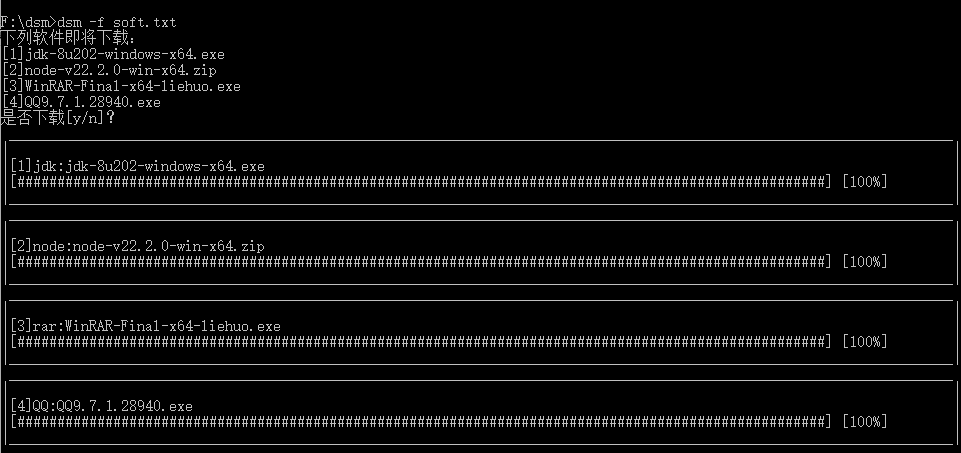 F:\dsm>dsm -f soft.txt
下列软件即将下载:
[1]jdk-8u202-windows-x64.exe
[2]node-v22.2.0-win-x64.zip
[3]WinRAR-Final-x64-liehuo.exe
[4]QQ9.7.1.28940.exe
是否下载[y/n]?
[1]jdk:jdk-8u202-windows-x64.exe
[#####################################################################################################] [100%]
[2]node:node-v22.2.0-win-x64.zip
[#####################################################################################################] [100%]
[3]rar:WinRAR-Final-x64-liehuo.exe
[#####################################################################################################] [100%]
[4]QQ:QQ9.7.1.28940.exe
[#####################################################################################################] [100%]